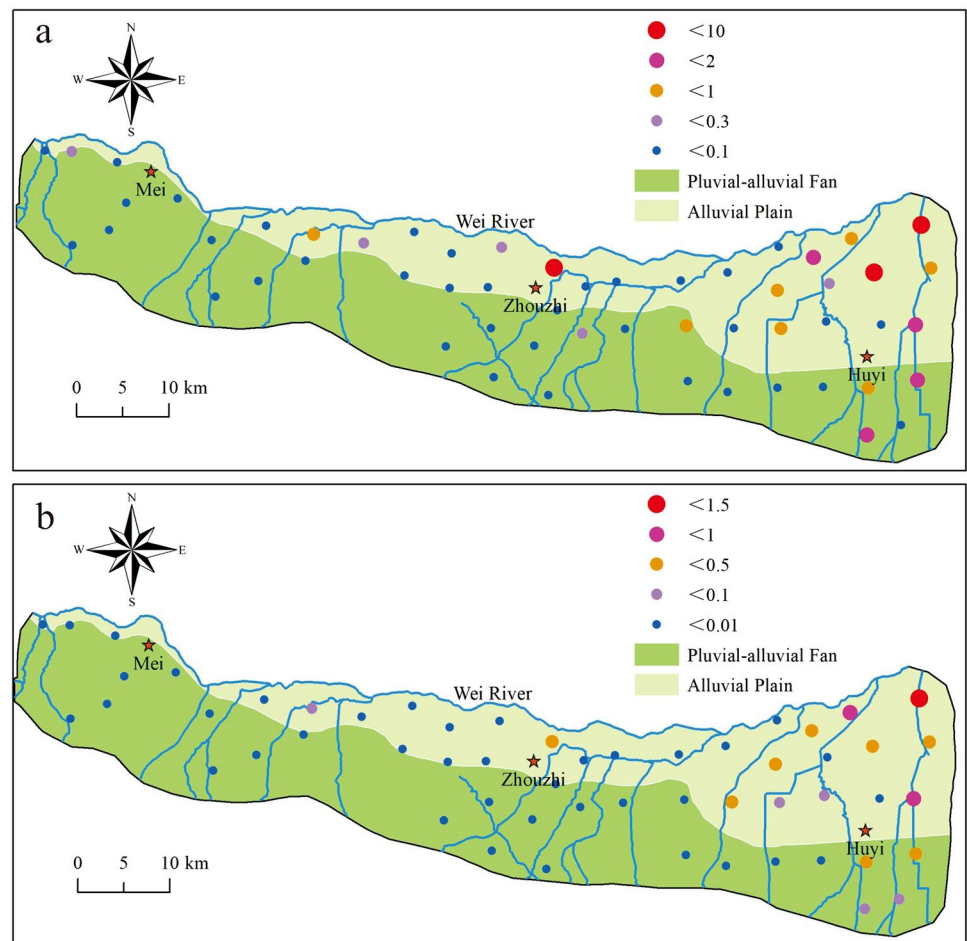 a
N
W
E
S
<10
<2
<1
<0.3
<0.1
Pluvial-alluvial Fan
Alluvial Plain
Mei
Wei River
Zhouzhi
Huyi
0 5 10 km
b
N
W
E
S
<1.5
<1
<0.5
<0.1
<0.01
Pluvial-alluvial Fan
Alluvial Plain
Mei
Wei River
Zhouzhi
Huyi
0 5 10 km